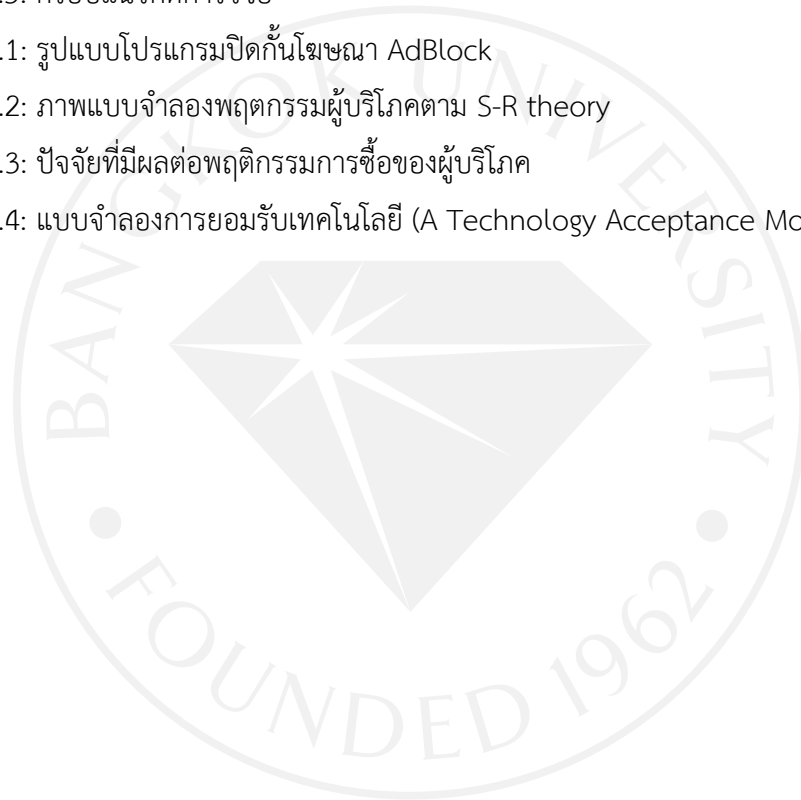 .1: รูปแบบโปรแกรมปิดกั้นโฆษณา AdBlock
.2: ภาพแบบจำลองพฤตกรรมผู้บริโภคตาม S-R theory
.3: ปัจจัยที่มีผลต่อพฤติกรรมการซื้อของผู้บริโภค
.4: แบบจำลองการยอมรับเทคโนโลยี (A Technology Acceptance Mo
BANGKOK UNIVERSITY
FOUNDED 1962